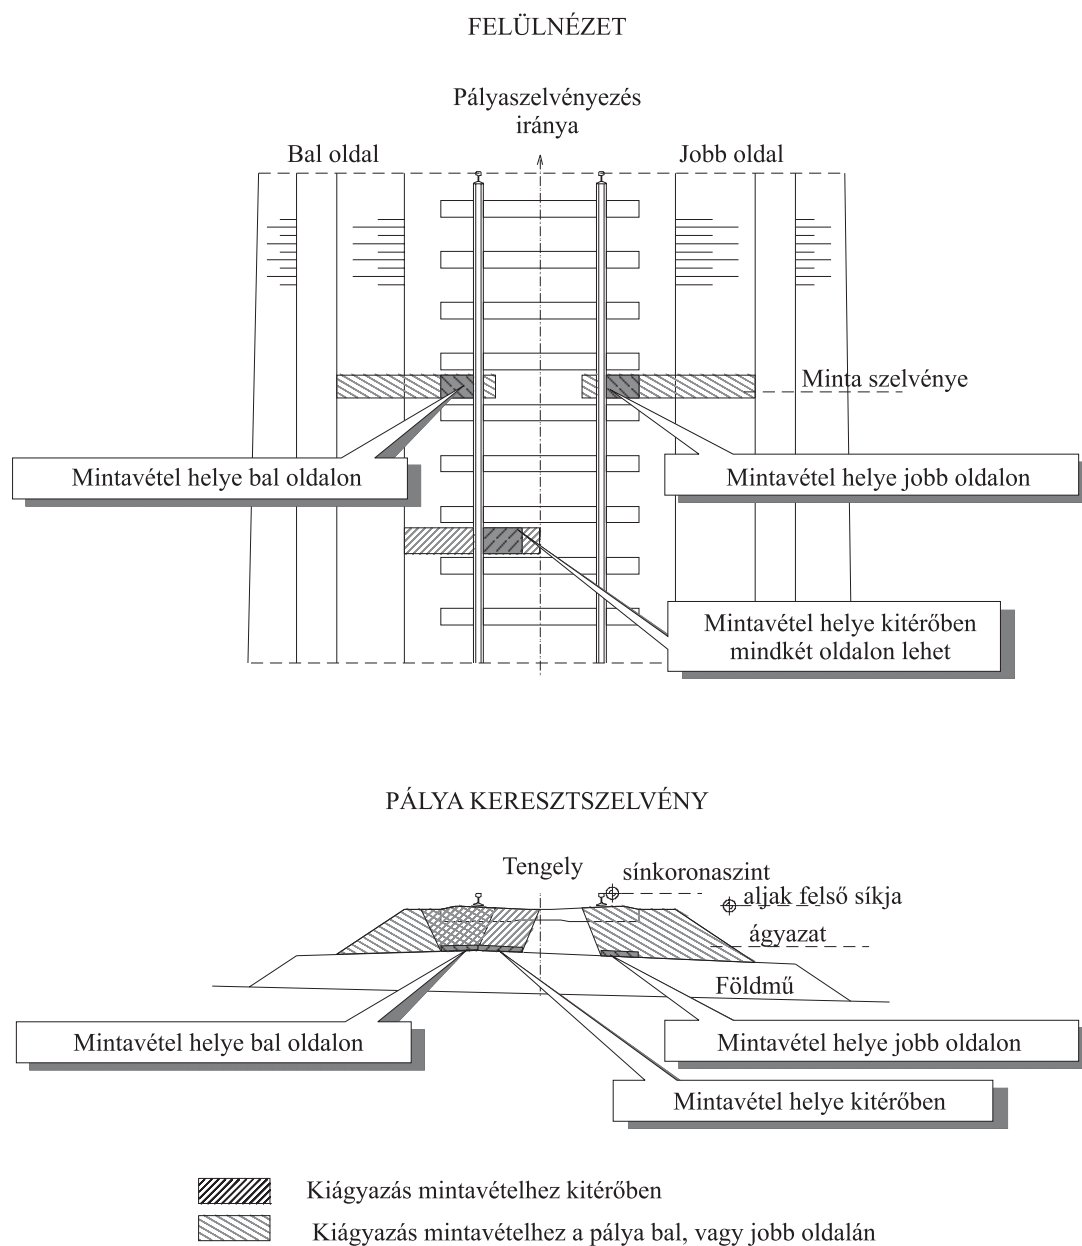 FELÜLNÉZET
Pályaszelvényezés
iránya
Bal oldal
Jobb oldal
Minta szelvénye
Mintavétel helye bal oldalon
Mintavétel helye jobb oldalon
Mintavétel helye kitérőben
mindkét oldalon lehet
PÁLYA KERESZTSZELVÉNY
Tengely
sínkoronaszint
aljak felső síkja
ágyazat
Földmű
Mintavétel helye bal oldalon
Mintavétel helye jobb oldalon
Mintavétel helye kitérőben
Kiágyazás mintavételhez kitérőben
Kiágyazás mintavételhez a pálya bal, vagy jobb oldalán